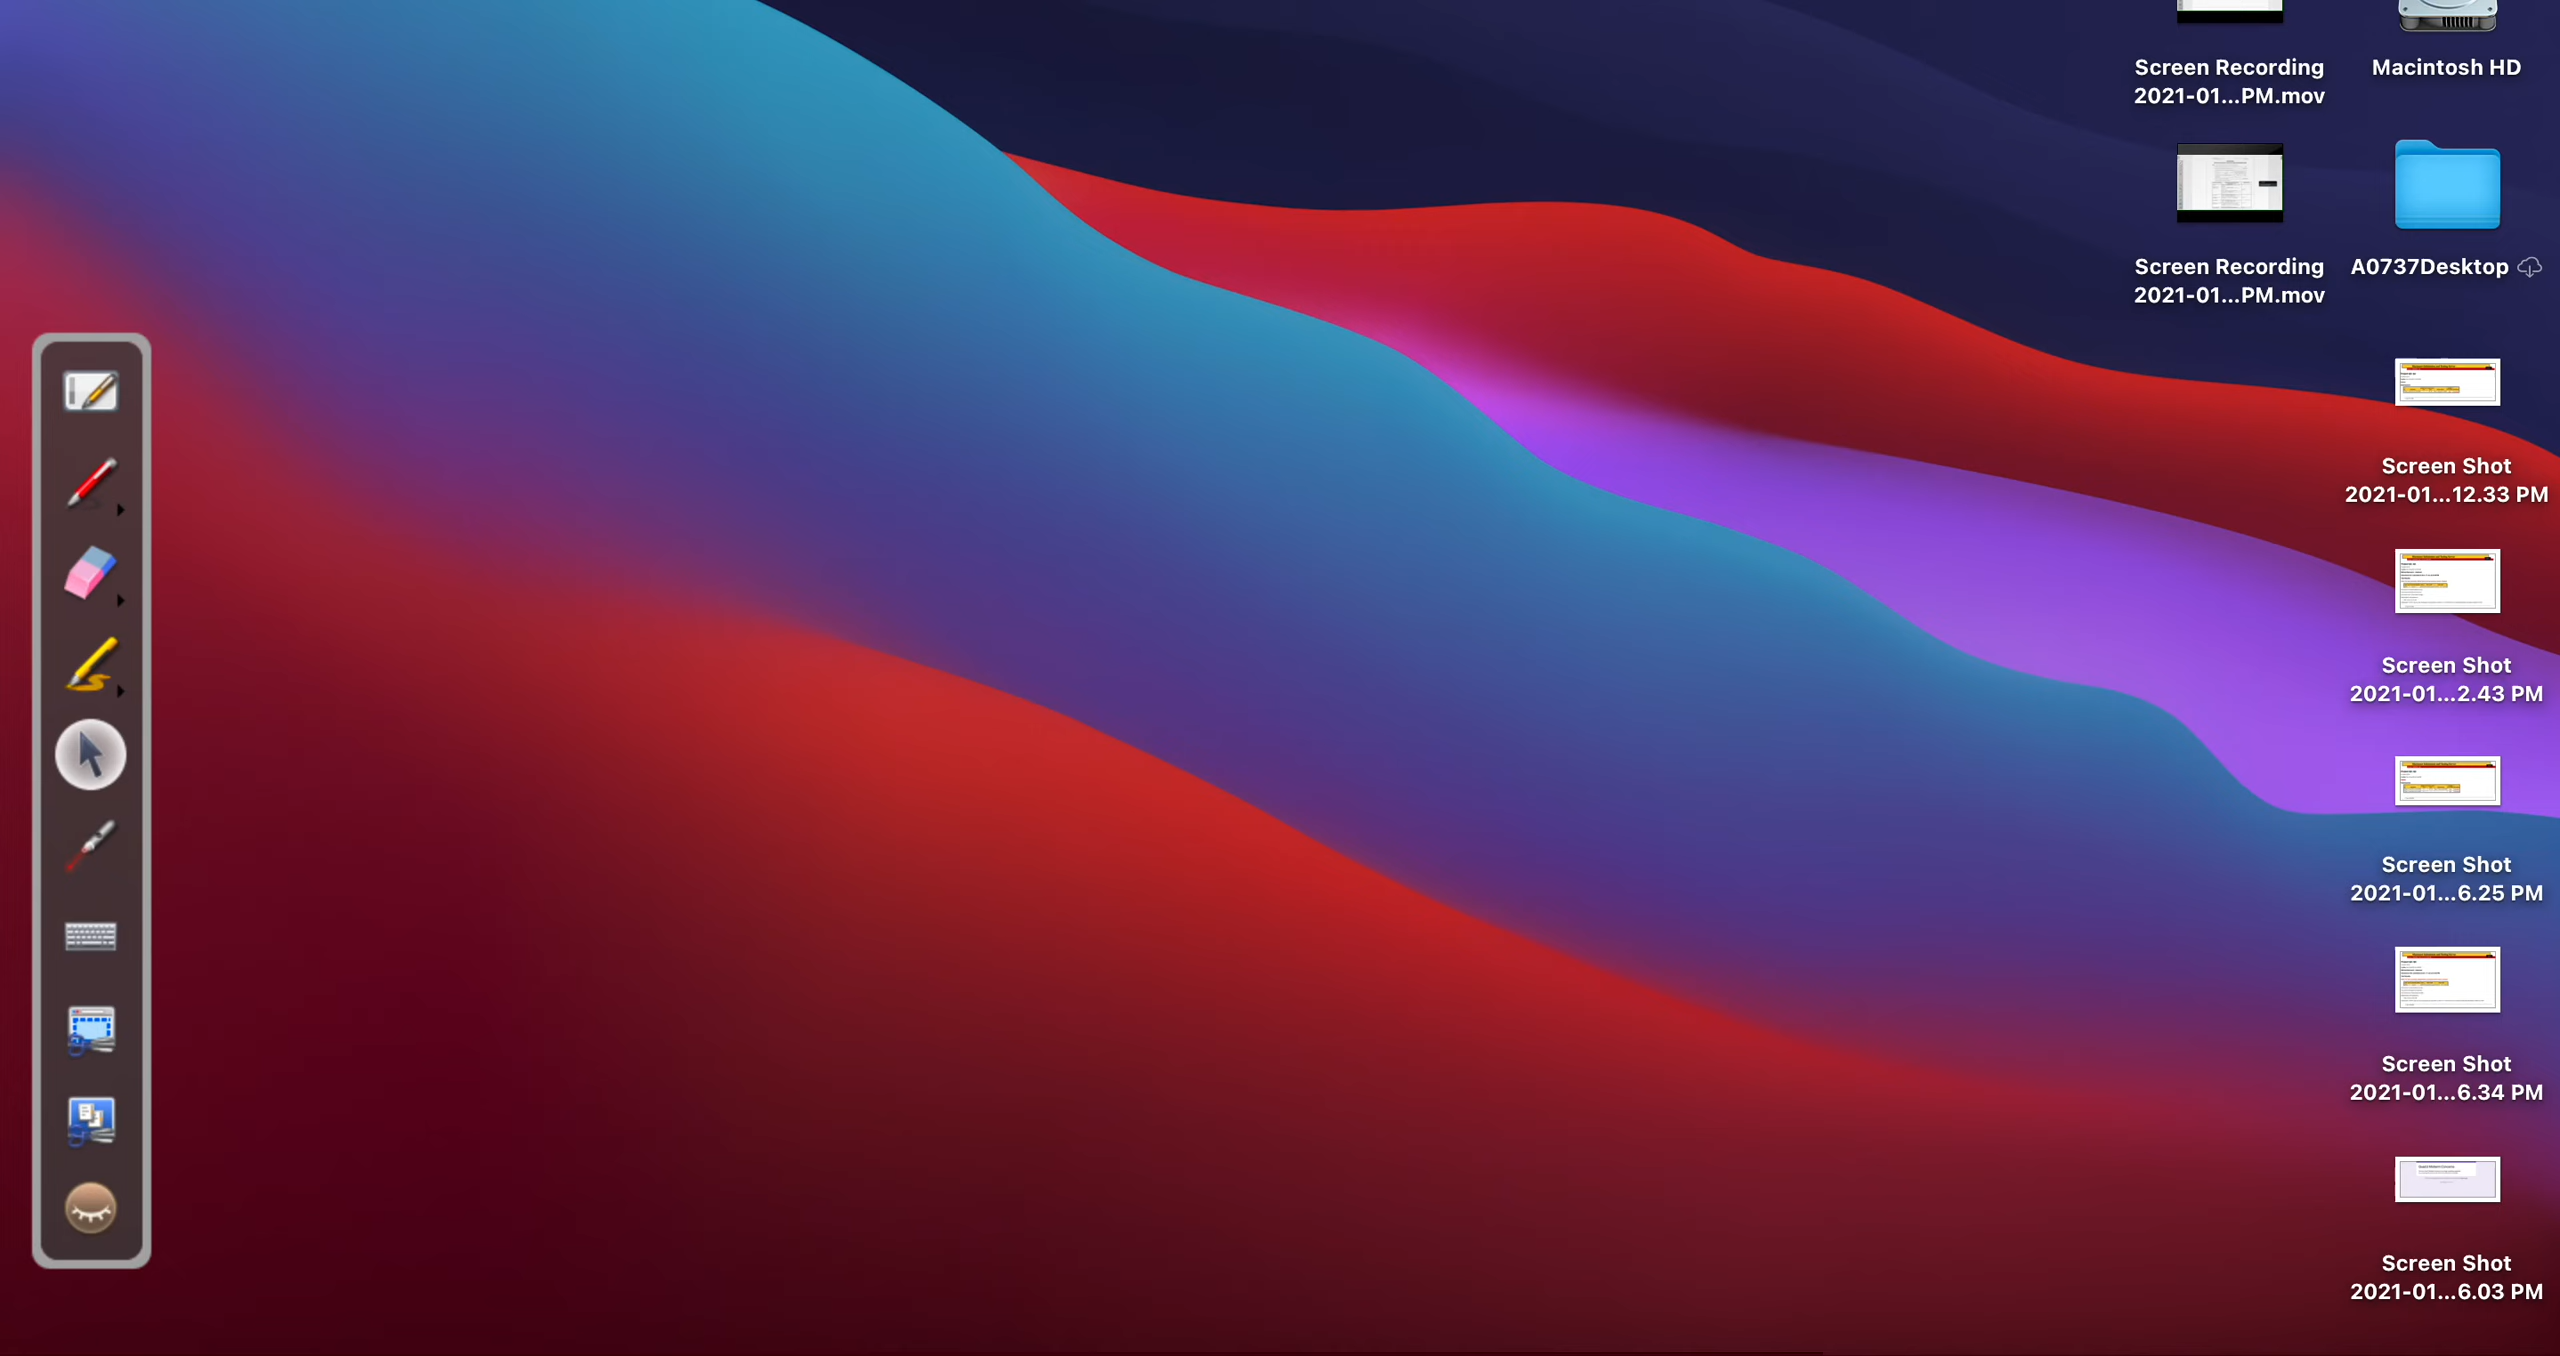 Screen Recording
2021-01...PM.mov
Macintosh HD
Screen Recording
2021-01...PM.mov
A0737Desktop
Screen Shot
2021-01...12.33 PM
Screen Shot
2021-01...2.43 PM
Screen Shot
2021-01...6.25 PM
Screen Shot
2021-01...6.34 PM
Screen Shot
2021-01...6.03 PM